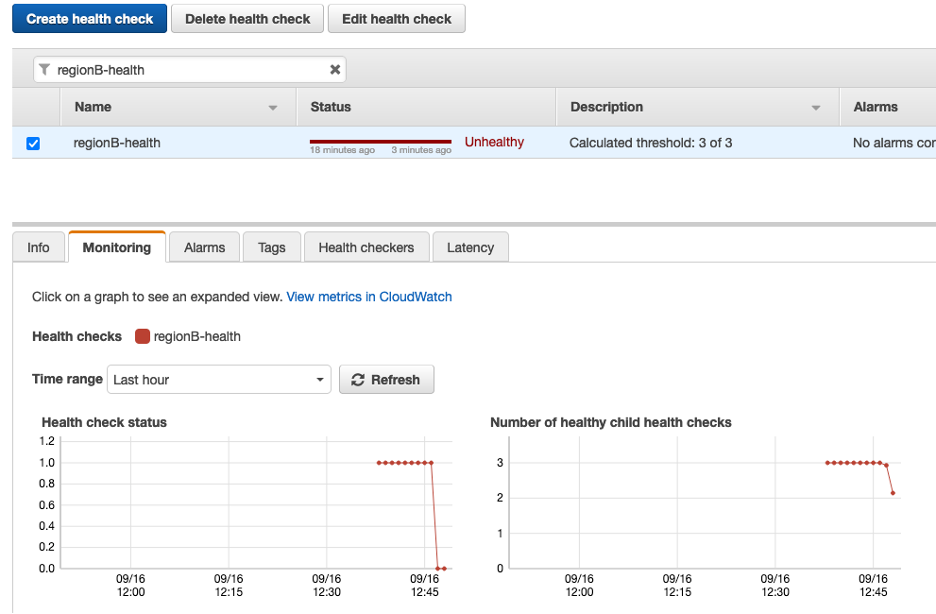 Create health check Delete health check Edit health check
regionB-health
Name Status Description Alarms
regionB-health Unhealthy Calculated threshold: 3 of 3 No alarms con
18 minutes ago 3 minutes ago
Info Monitoring Alarms Tags Health checkers Latency
Click on a graph to see an expanded view. View metrics in CloudWatch
Health checks regionB-health
Time range Last hour Refresh
Health check status Number of healthy child health checks
1.2
1.0 3
0.8
0.6 2
0.4
0.2 1
0.0 0
09/16 09/16 09/16 09/16 09/16 09/16 09/16 09/16
12:00 12:15 12:30 12:45 12:00 12:15 12:30 12:45